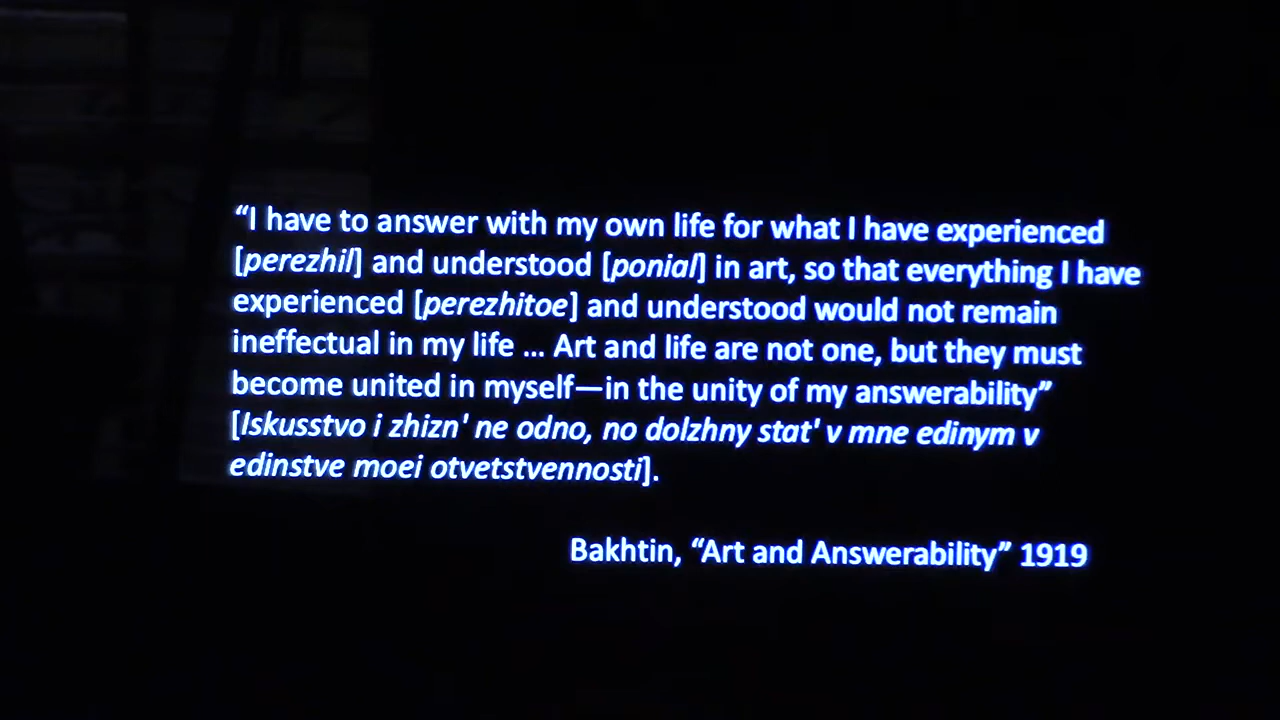 “I have to answer with my own life for what I have experienced
[perezhil] and understood [ponial] in art, so that everything I have
experienced [perezhitoe] and understood would not remain
ineffectual in my life ... Art and life are not one, but they must
become united in myself—in the unity of my answerability”
[Iskusstvo i zhizn' ne odno, no dolzhny stat' v mne edinym v
edinstve moei otvetstvennosti].
Bakhtin, “Art and Answerability” 1919